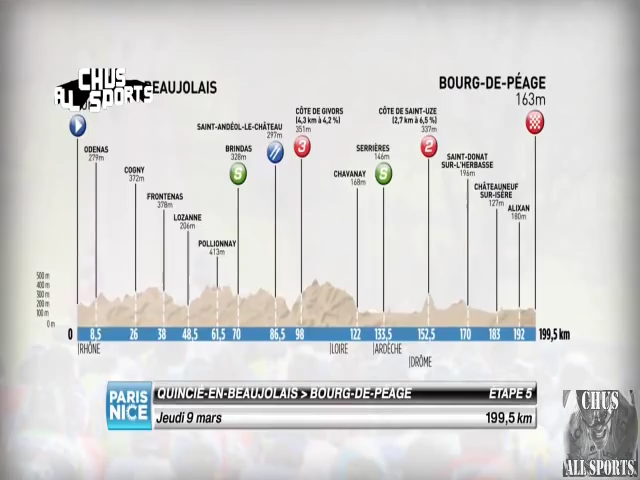 CHUS
ALL SPORTS
BEAUJOLAIS
BOURG-DE-PÉAGE
163m
ODENAS
279m
COGNY
372m
FRONTENAS
378m
LOZANNE
206m
POLLIONNAY
413m
BRINDAS
328m
S
SAINT-ANDÉOL-LE-CHÂTEAU
297m
CÔTE DE GIVORS
(4,3 km à 4,2 %)
351m
3
CHAVANAY
168m
SERRIÈRES
146m
S
CÔTE DE SAINT-UZE
(2,7 km à 6,5 %)
337m
2
SAINT-DONAT
SUR-L'HERBASSE
196m
CHÂTEAUNEUF
SUR-ISÈRE
127m
ALIXAN
180m
500 m
400 m
300 m
200 m
100 m
0 m
0 8,5 26 38 48,5 61,5 70 86,5 98 122 133,5 152,5 170 183 192 199,5 km
|RHÔNE |LOIRE |ARDÈCHE
|DRÔME
PARIS
NICE
QUINCIÉ-EN-BEAUJOLAIS > BOURG-DE-PÉAGE ÉTAPE 5
Jeudi 9 mars 199,5 km
CHUS
ALL SPORTS